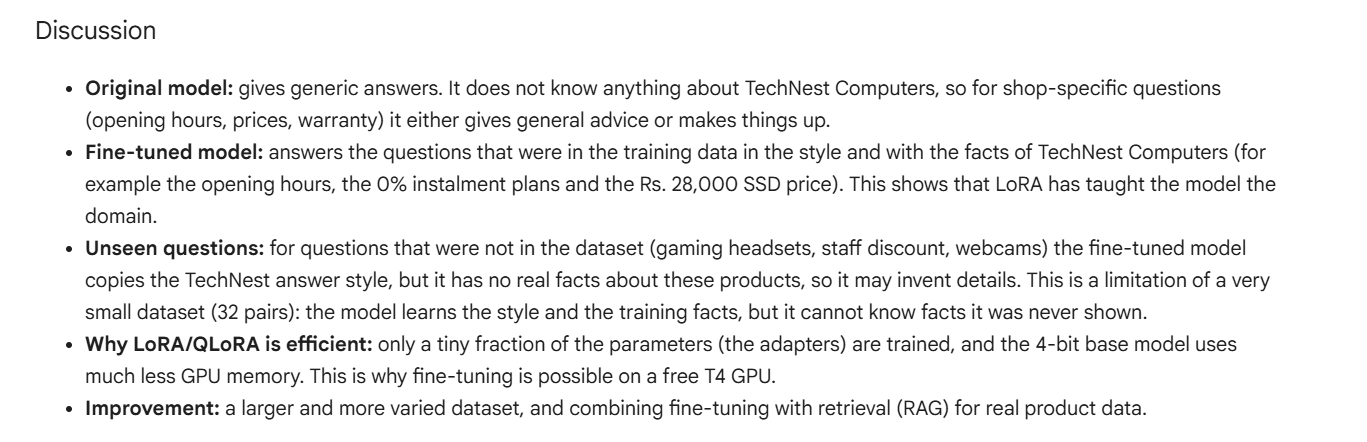 Discussion
• Original model: gives generic answers. It does not know anything about TechNest Computers, so for shop-specific questions
(opening hours, prices, warranty) it either gives general advice or makes things up.
• Fine-tuned model: answers the questions that were in the training data in the style and with the facts of TechNest Computers (for
example the opening hours, the 0% instalment plans and the Rs. 28,000 SSD price). This shows that LoRA has taught the model the
domain.
• Unseen questions: for questions that were not in the dataset (gaming headsets, staff discount, webcams) the fine-tuned model
copies the TechNest answer style, but it has no real facts about these products, so it may invent details. This is a limitation of a very
small dataset (32 pairs): the model learns the style and the training facts, but it cannot know facts it was never shown.
• Why LoRA/QLoRA is efficient: only a tiny fraction of the parameters (the adapters) are trained, and the 4-bit base model uses
much less GPU memory. This is why fine-tuning is possible on a free T4 GPU.
• Improvement: a larger and more varied dataset, and combining fine-tuning with retrieval (RAG) for real product data.